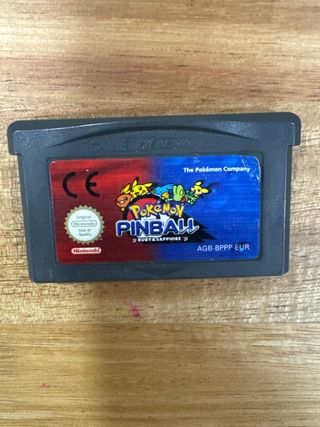 GAME BOY ADVANCE
CE
The Pokémon Company
Original
Nintendo
Seal of
Quality
Nintendo
POKéMON
PINBALL
RUBY & SAPPHIRE
AGB-BPPP-EUR